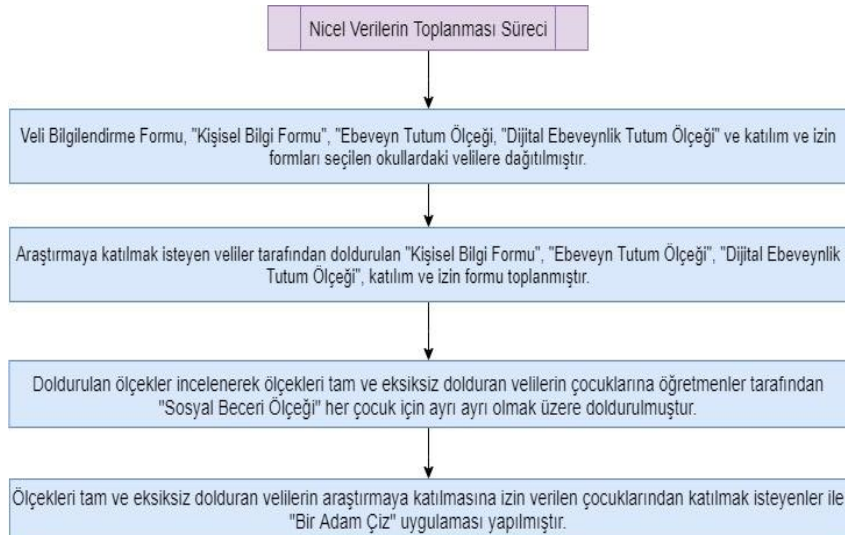 Nicel Verilerin Toplanması Süreci
Veli Bilgilendirme Formu, "Kişisel Bilgi Formu", "Ebeveyn Tutum Ölçeği, "Dijital Ebeveynlik Tutum Ölçeği" ve katılım ve izin
formları seçilen okullardaki velilere dağıtılmıştır.
Araştırmaya katılmak isteyen veliler tarafından doldurulan "Kişisel Bilgi Formu", "Ebeveyn Tutum Ölçeği", "Dijital Ebeveynlik
Tutum Ölçeği", katılım ve izin formu toplanmıştır.
Doldurulan ölçekler incelenerek ölçekleri tam ve eksiksiz dolduran velilerin çocuklarına öğretmenler tarafından
"Sosyal Beceri Ölçeği" her çocuk için ayrı ayrı olmak üzere doldurulmuştur.
Ölçekleri tam ve eksiksiz dolduran velilerin araştırmaya katılmasına izin verilen çocuklarından katılmak isteyenler ile
"Bir Adam Çiz" uygulaması yapılmıştır.